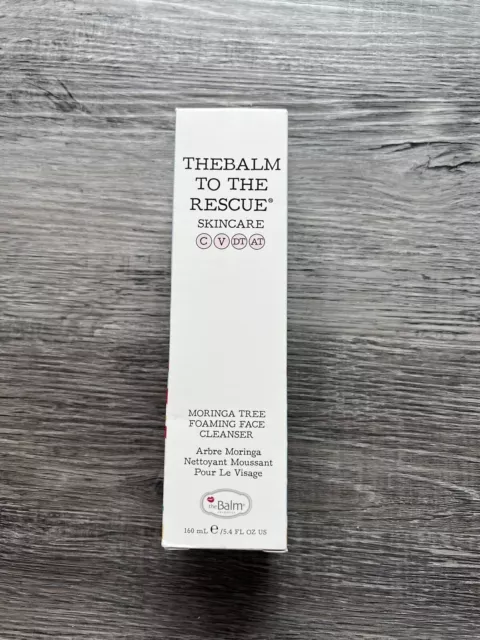 THEBALM
TO THE
RESCUE®
SKINCARE
C V DT AT
MORINGA TREE
FOAMING FACE
CLEANSER
Arbre Moringa
Nettoyant Moussant
Pour Le Visage
theBalm®
160 mL ℮ /5.4 FL OZ US